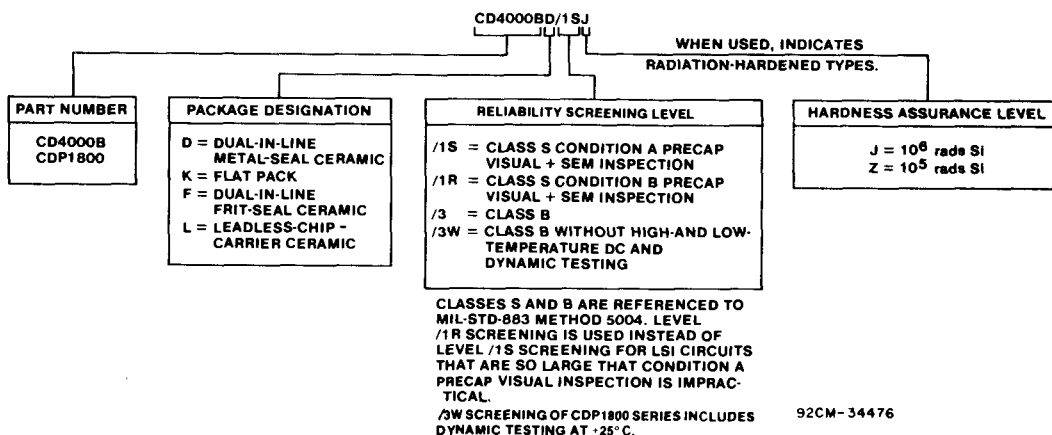 CD4000BD/1SJ
WHEN USED, INDICATES
RADIATION-HARDENED TYPES.
PART NUMBER
CD4000B
CDP1800
PACKAGE DESIGNATION
D = DUAL-IN-LINE
METAL-SEAL CERAMIC
K = FLAT PACK
F = DUAL-IN-LINE
FRIT-SEAL CERAMIC
L = LEADLESS-CHIP-
CARRIER CERAMIC
RELIABILITY SCREENING LEVEL
/1S = CLASS S CONDITION A PRECAP
VISUAL + SEM INSPECTION
/1R = CLASS S CONDITION B PRECAP
VISUAL + SEM INSPECTION
/3 = CLASS B
/3W = CLASS B WITHOUT HIGH-AND LOW-
TEMPERATURE DC AND
DYNAMIC TESTING
HARDNESS ASSURANCE LEVEL
J = 10⁶ rads Si
Z = 10⁵ rads Si
CLASSES S AND B ARE REFERENCED TO
MIL-STD-883 METHOD 5004. LEVEL
/1R SCREENING IS USED INSTEAD OF
LEVEL /1S SCREENING FOR LSI CIRCUITS
THAT ARE SO LARGE THAT CONDITION A
PRECAP VISUAL INSPECTION IS IMPRAC-
TICAL.
/3W SCREENING OF CDP1800 SERIES INCLUDES
DYNAMIC TESTING AT +25°C.
92CM-34476